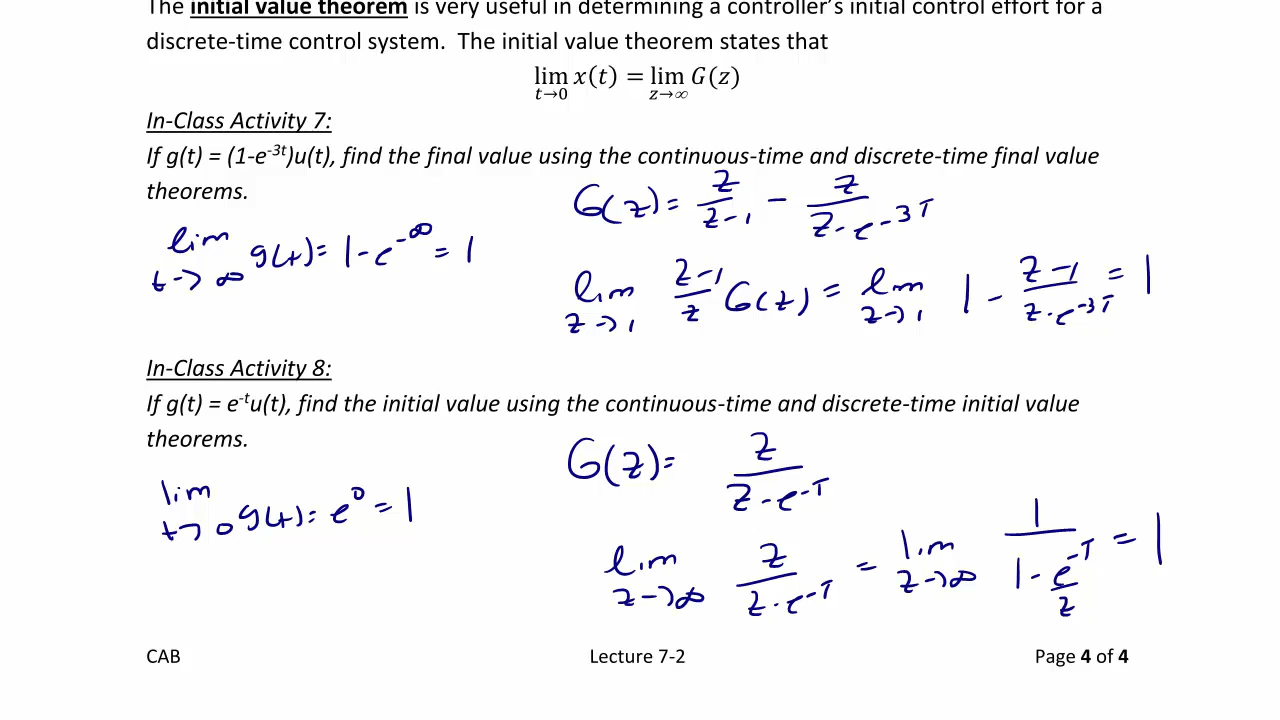 The initial value theorem is very useful in determining a controller's initial control effort for a
discrete-time control system. The initial value theorem states that
lim x(t) = lim G(z)
t→0 z→∞
In-Class Activity 7:
If g(t) = (1-e^-3t)u(t), find the final value using the continuous-time and discrete-time final value
theorems.
G(z) = z/(z-1) - z/(z-e^-3T)
lim t→∞ g(t) = 1 - e^-∞ = 1
lim z→1 (z-1)/z G(z) = lim z→1 1 - (z-1)/(z-e^-3T) = 1
In-Class Activity 8:
If g(t) = e^-t u(t), find the initial value using the continuous-time and discrete-time initial value
theorems.
G(z) = z/(z-e^-T)
lim t→0 g(t) = e^0 = 1
lim z→∞ z/(z-e^-T) = lim z→∞ 1/(1-e^-T/z) = 1
CAB Lecture 7-2 Page 4 of 4